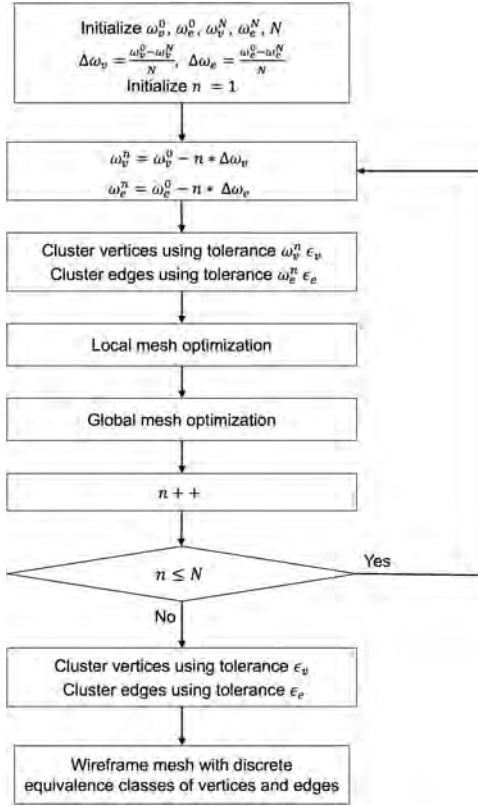 Initialize ω_v^0, ω_e^0, ω_v^N, ω_e^N, N
Δω_v = (ω_v^0−ω_v^N)/N, Δω_e = (ω_e^0−ω_e^N)/N
Initialize n = 1
ω_v^n = ω_v^0 − n * Δω_v
ω_e^n = ω_e^0 − n * Δω_e
Cluster vertices using tolerance ω_v^n ϵ_v
Cluster edges using tolerance ω_e^n ϵ_e
Local mesh optimization
Global mesh optimization
n + +
n ≤ N
Yes
No
Cluster vertices using tolerance ϵ_v
Cluster edges using tolerance ϵ_e
Wireframe mesh with discrete
equivalence classes of vertices and edges